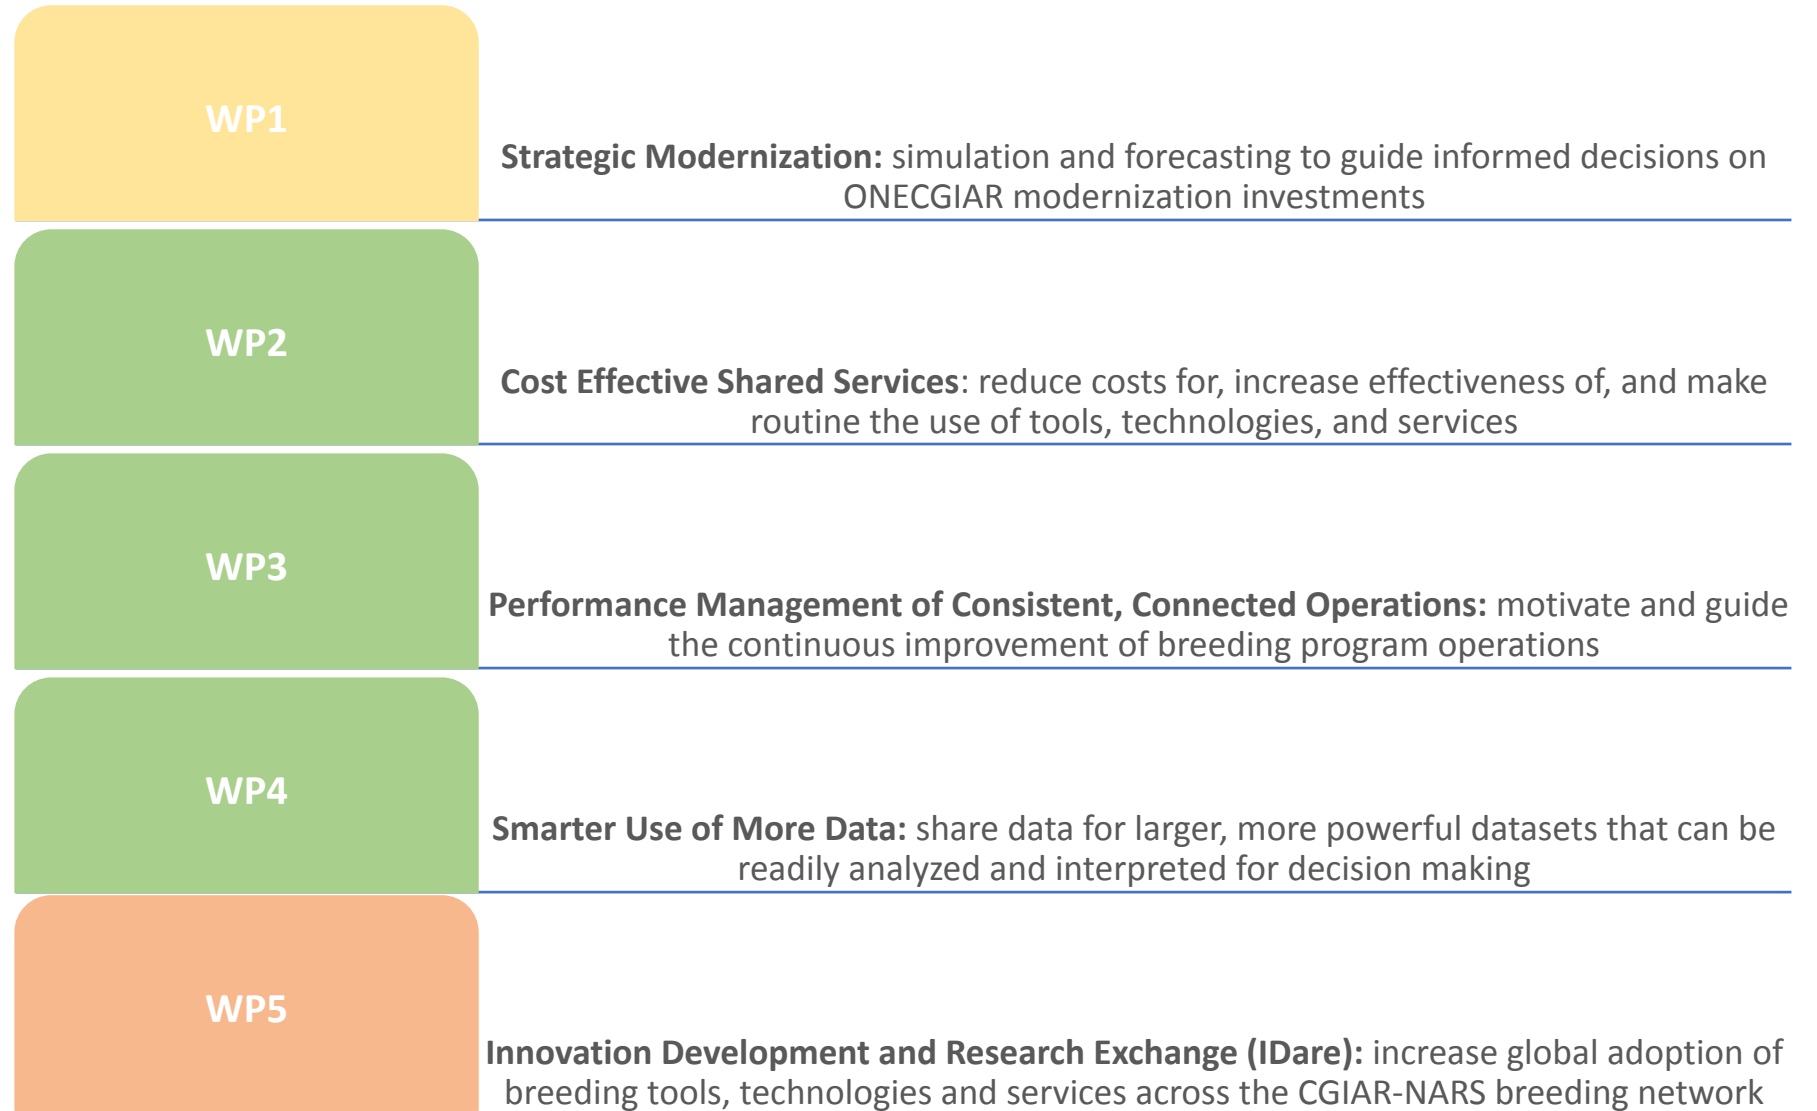 WP1
Strategic Modernization: simulation and forecasting to guide informed decisions on
ONECGIAR modernization investments
WP2
Cost Effective Shared Services: reduce costs for, increase effectiveness of, and make
routine the use of tools, technologies, and services
WP3
Performance Management of Consistent, Connected Operations: motivate and guide
the continuous improvement of breeding program operations
WP4
Smarter Use of More Data: share data for larger, more powerful datasets that can be
readily analyzed and interpreted for decision making
WP5
Innovation Development and Research Exchange (IDare): increase global adoption of
breeding tools, technologies and services across the CGIAR-NARS breeding network